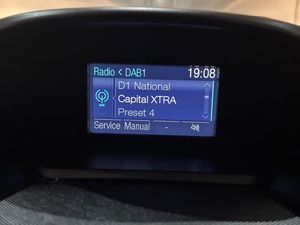 Radio < DAB1 19:08
D1 National
Capital XTRA
Preset 4
Service Manual -